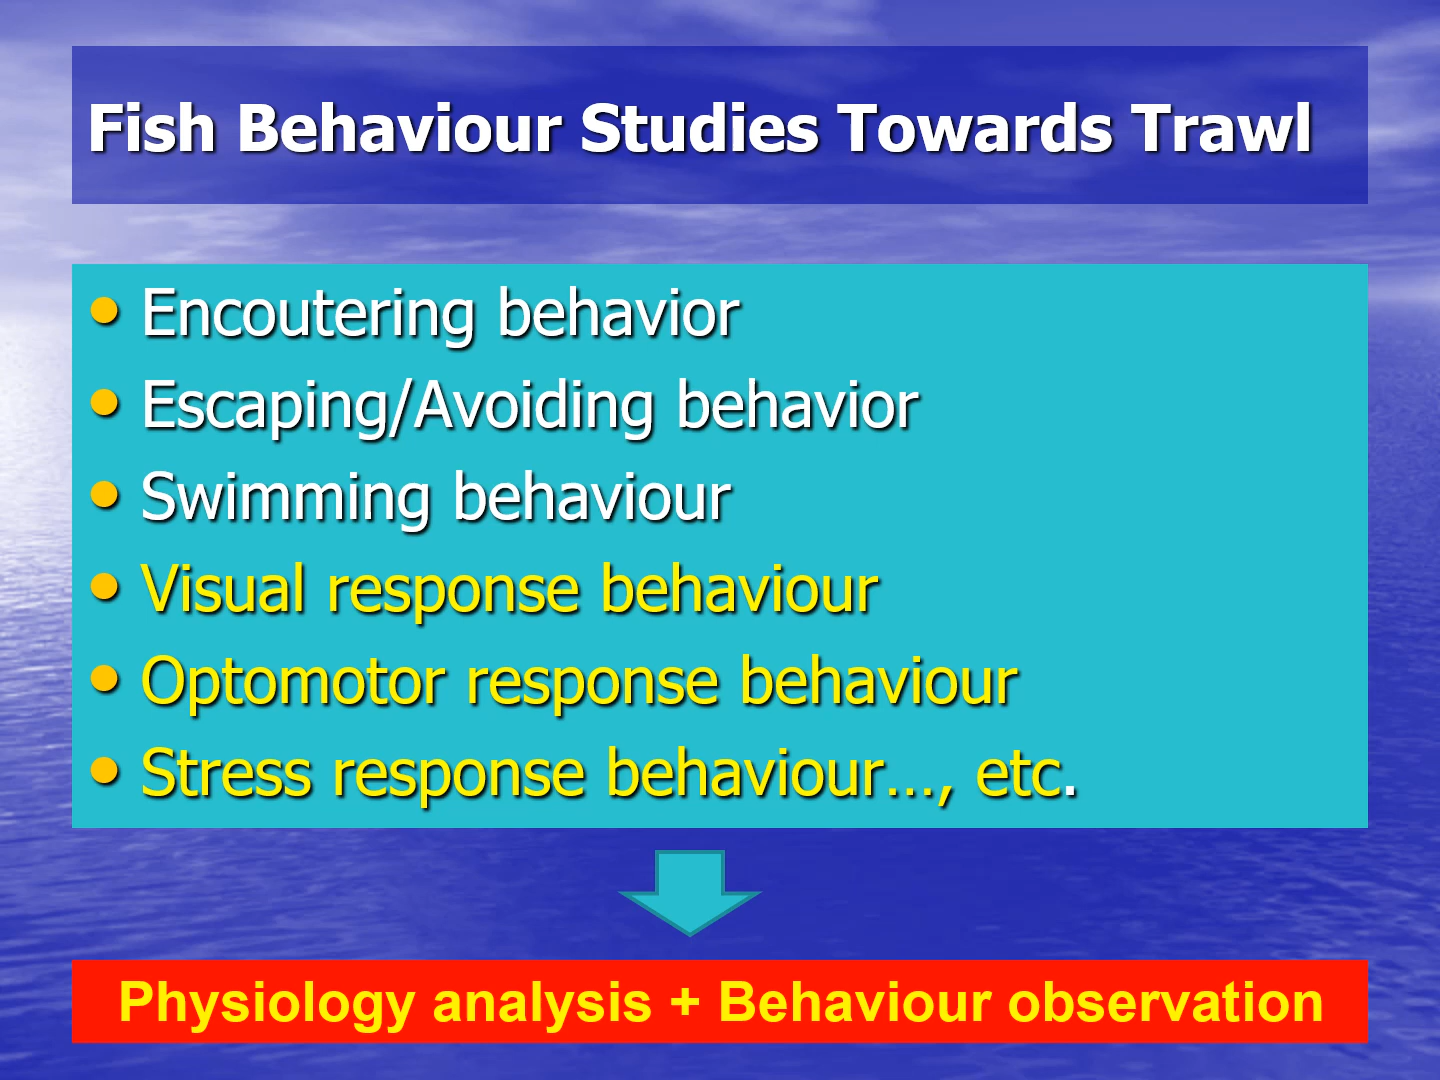 Fish Behaviour Studies Towards Trawl
• Encoutering behavior
• Escaping/Avoiding behavior
• Swimming behaviour
• Visual response behaviour
• Optomotor response behaviour
• Stress response behaviour…, etc.
Physiology analysis + Behaviour observation